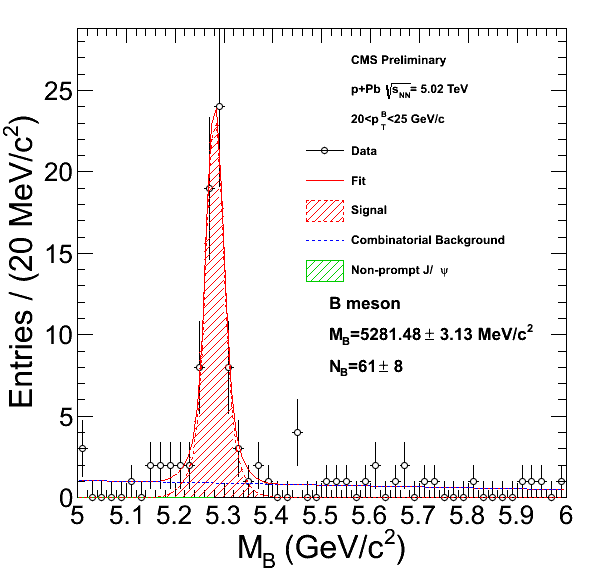 Entries / (20 MeV/c²)
25
20
15
10
5
0
CMS Preliminary
p+Pb √s_NN= 5.02 TeV
20<p_T^B<25 GeV/c
Data
Fit
Signal
Combinatorial Background
Non-prompt J/ ψ
B meson
M_B=5281.48± 3.13 MeV/c²
N_B=61± 8
5 5.1 5.2 5.3 5.4 5.5 5.6 5.7 5.8 5.9 6
M_B (GeV/c²)